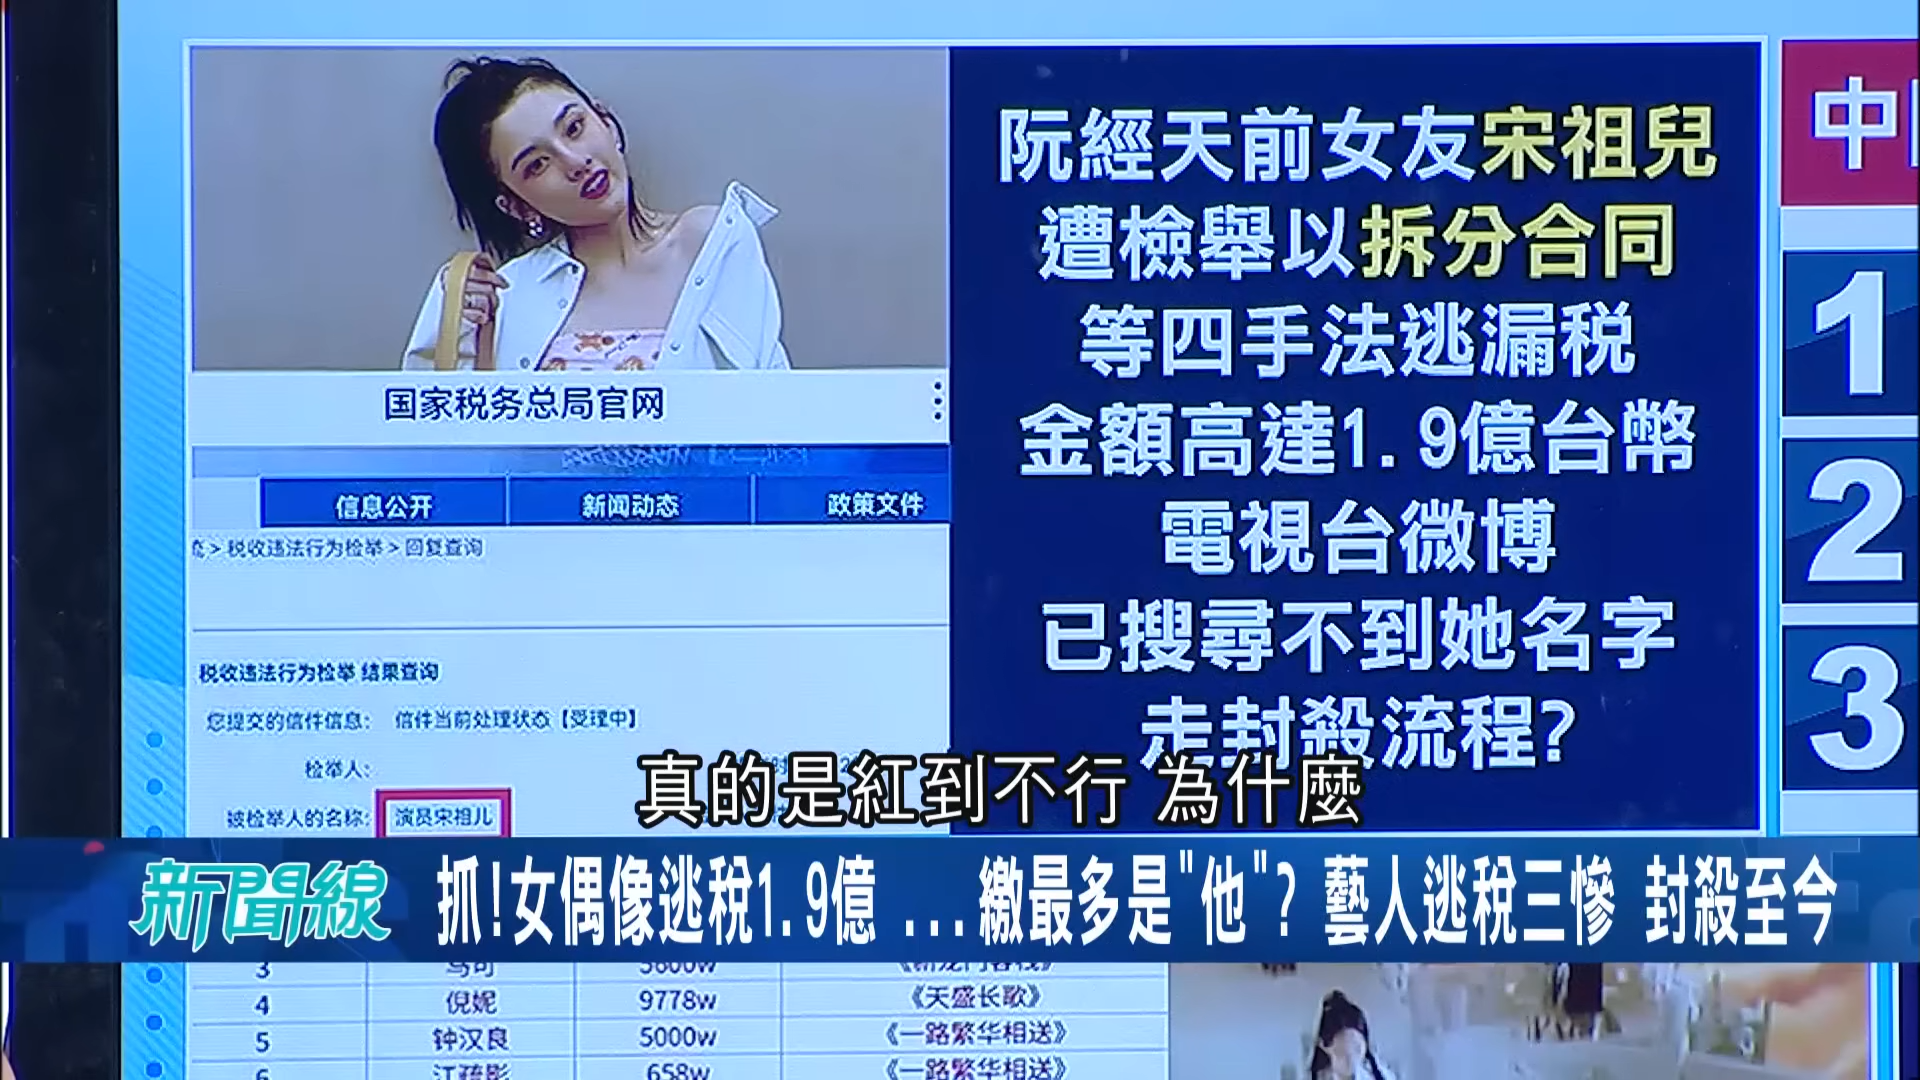 阮經天前女友宋祖兒
遭檢舉以拆分合同
等四手法逃漏税
金額高達1.9億台幣
電視台微博
已搜尋不到她名字
走封殺流程?
中
1
2
3
国家税务总局官网
信息公开 新闻动态 政策文件
> 税收违法行为检举 > 回复查询
税收违法行为检举 结果查询
您提交的信件信息: 信件当前处理状态【受理中】
检举人:
被检举人的名称: 演员宋祖儿
真的是紅到不行 為什麼
新聞線
抓!女偶像逃稅1.9億 ...繳最多是"他"? 藝人逃稅三慘 封殺至今
3
4 倪妮 9778w 《天盛长歌》
5 钟汉良 5000w 《一路繁华相送》
6 江疏影 658w 《一路繁华相送》